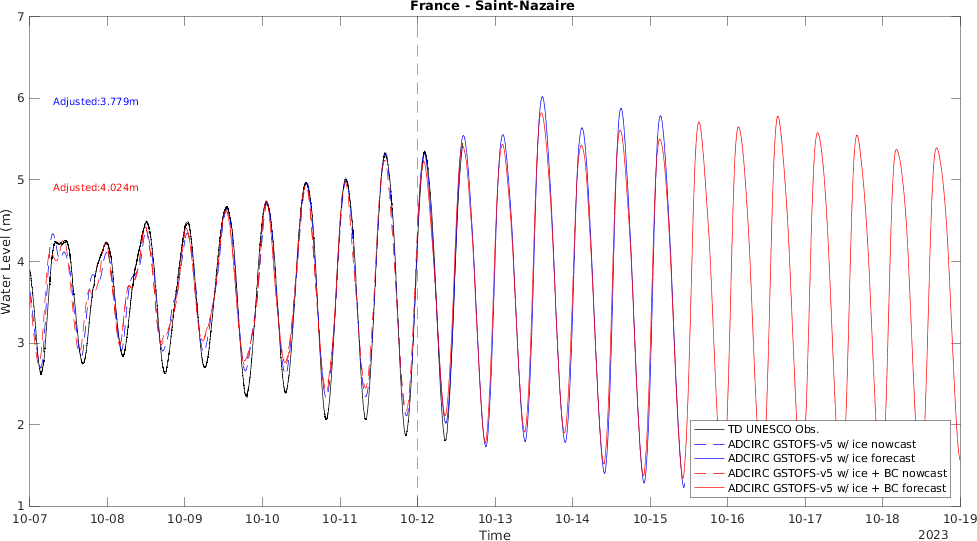 France - Saint-Nazaire
7
6
5
4
3
2
1
Water Level (m)
Adjusted:3.779m
Adjusted:4.024m
TD UNESCO Obs.
ADCIRC GSTOFS-v5 w/ ice nowcast
ADCIRC GSTOFS-v5 w/ ice forecast
ADCIRC GSTOFS-v5 w/ ice + BC nowcast
ADCIRC GSTOFS-v5 w/ ice + BC forecast
10-07 10-08 10-09 10-10 10-11 10-12 10-13 10-14 10-15 10-16 10-17 10-18 10-19
Time
2023